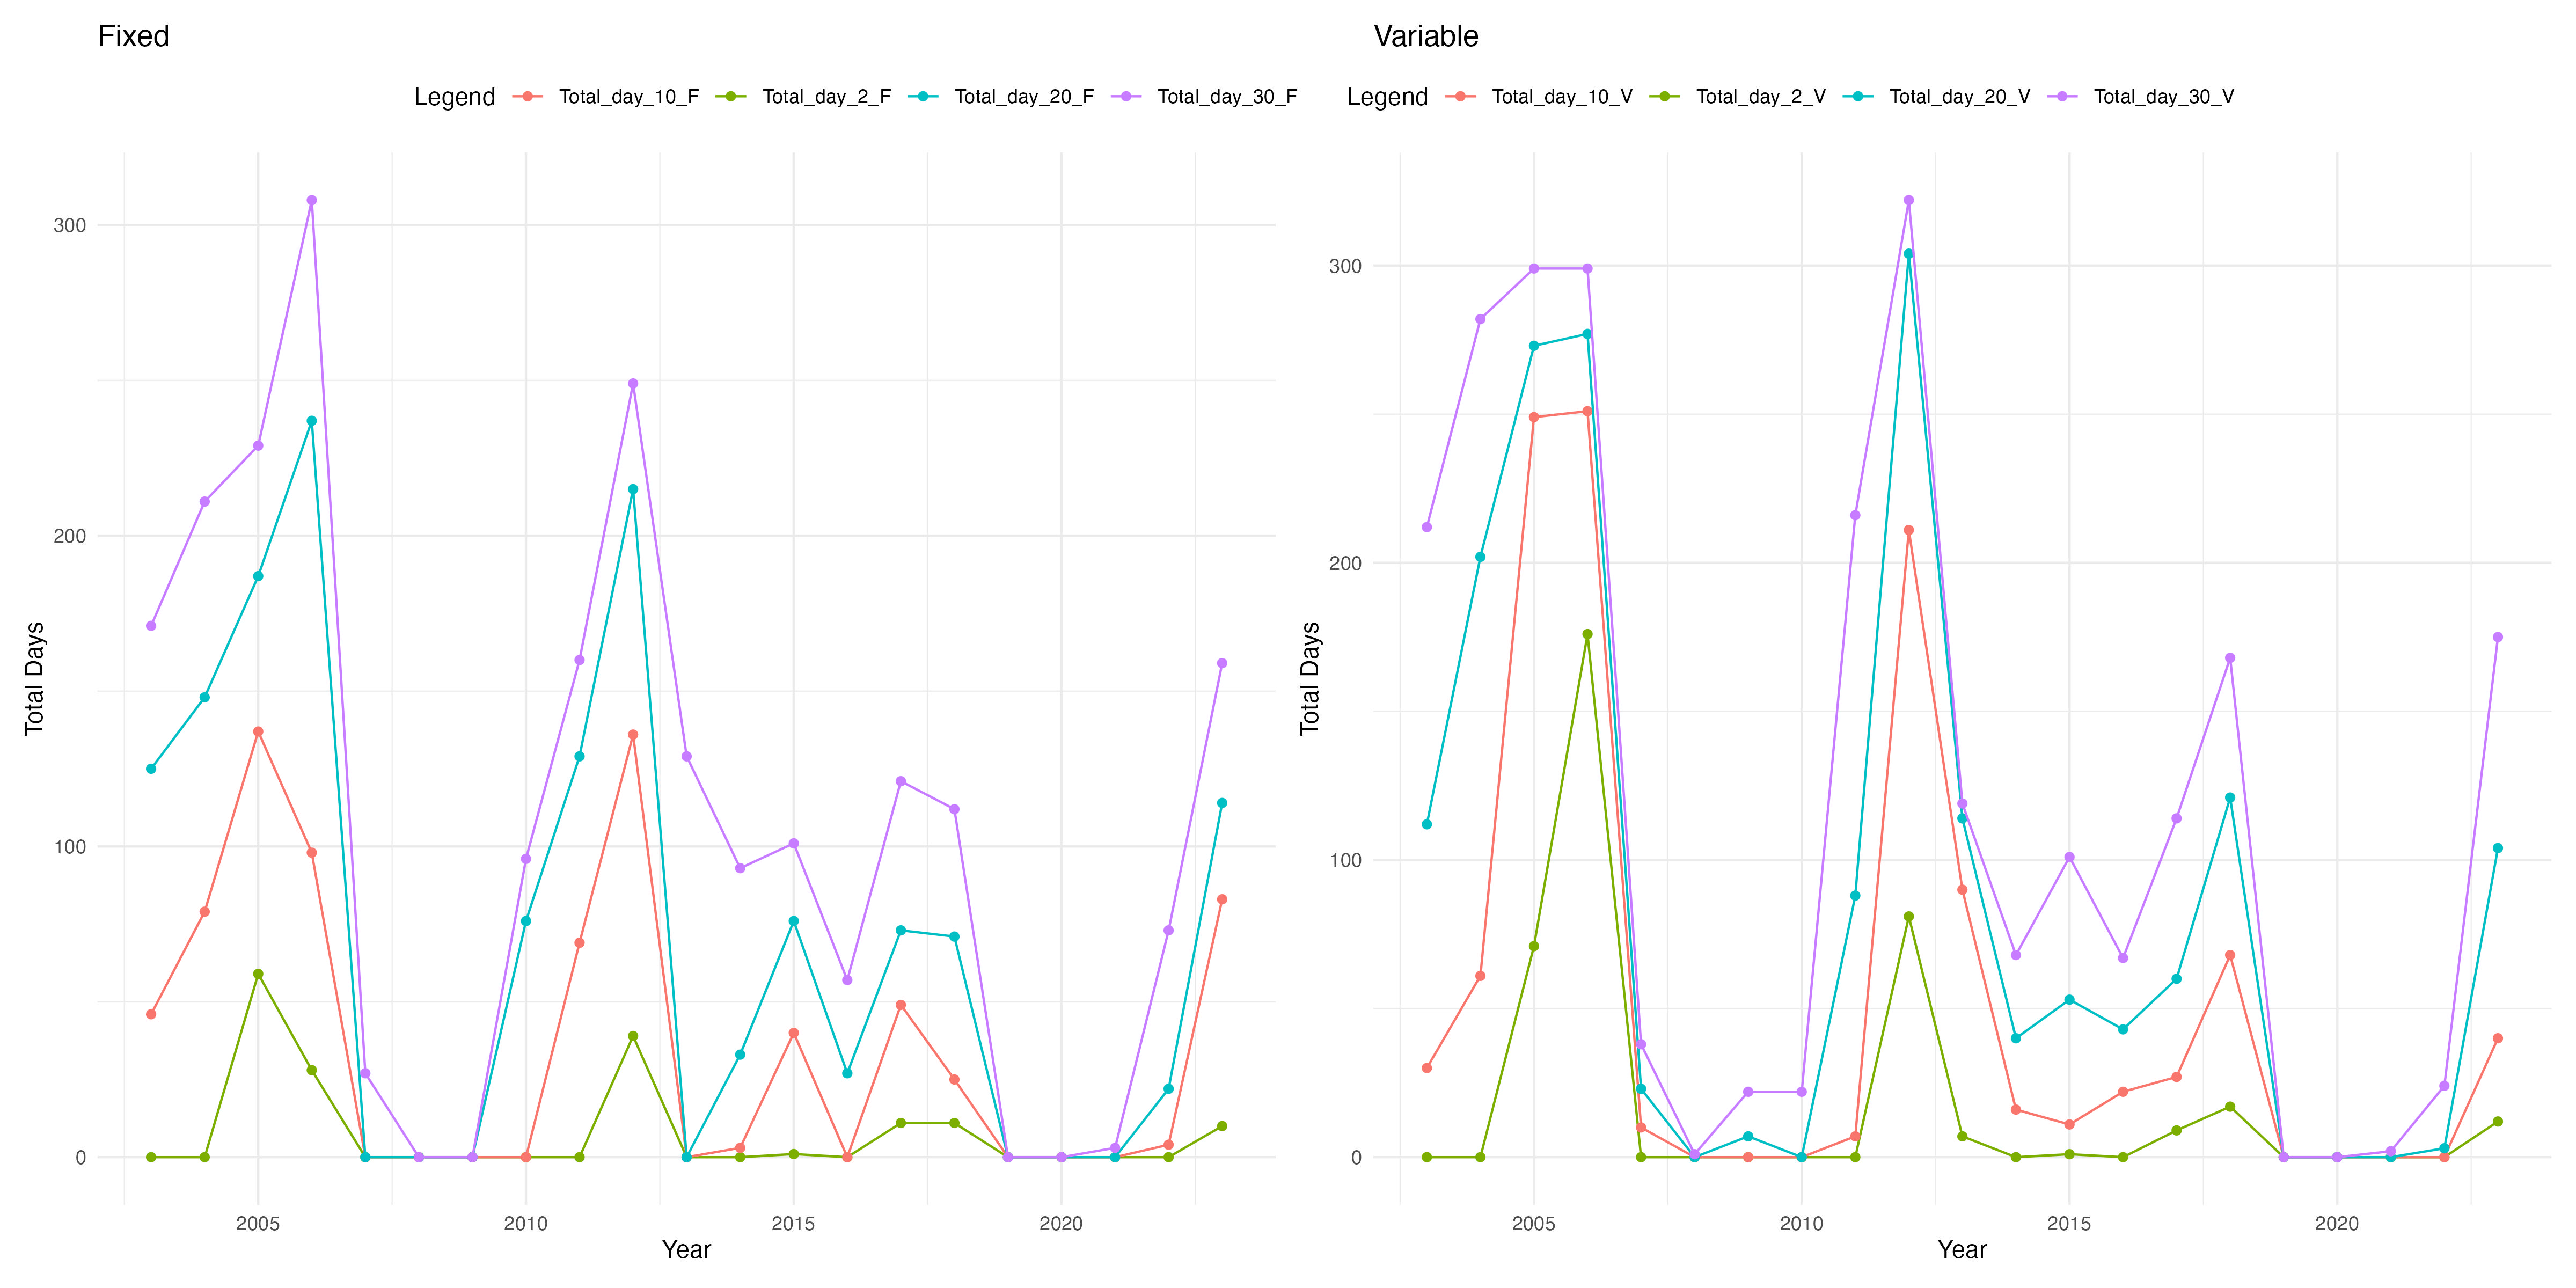 Fixed
Legend Total_day_10_F Total_day_2_F Total_day_20_F Total_day_30_F
Total Days
300
200
100
0
2005 2010 2015 2020
Year
Variable
Legend Total_day_10_V Total_day_2_V Total_day_20_V Total_day_30_V
Total Days
300
200
100
0
2005 2010 2015 2020
Year